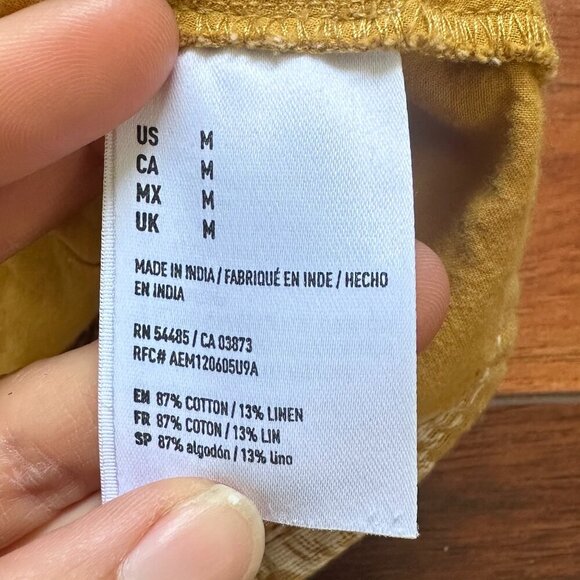 US M
CA M
MX M
UK M
MADE IN INDIA / FABRIQUÉ EN INDE / HECHO
EN INDIA
RN 54485 / CA 03873
RFC# AEM120605U9A
EN 87% COTTON / 13% LINEN
FR 87% COTON / 13% LIN
SP 87% algodón / 13% lino